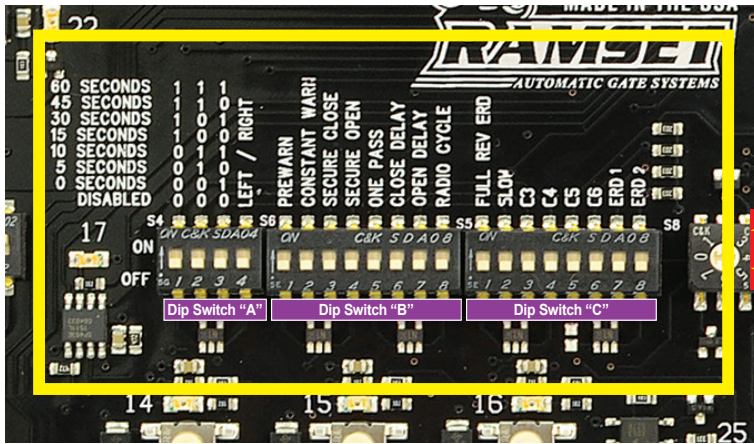 MADE IN THE USA
22
RAMSET
AUTOMATIC GATE SYSTEMS
60 SECONDS 1 1 1
45 SECONDS 1 1 0
30 SECONDS 1 0 1
15 SECONDS 1 0 0
10 SECONDS 0 1 1
5 SECONDS 0 1 0
0 SECONDS 0 0 1
DISABLED 0 0 0
LEFT / RIGHT
PREWARN
CONSTANT WARN
SECURE CLOSE
SECURE OPEN
ONE PASS
CLOSE DELAY
OPEN DELAY
RADIO CYCLE
FULL REV ERD
SLOW
C3
C4
C5
C6
ERD 1
ERD 2
S4 S6 S5 S8
17
ON
OFF
ON C&K SDA04
1 2 3 4
ON C&K SDA08
1 2 3 4 5 6 7 8
ON C&K SDA08
1 2 3 4 5 6 7 8
C&K
0 1
Dip Switch “A” Dip Switch “B” Dip Switch “C”
14 15 16
25